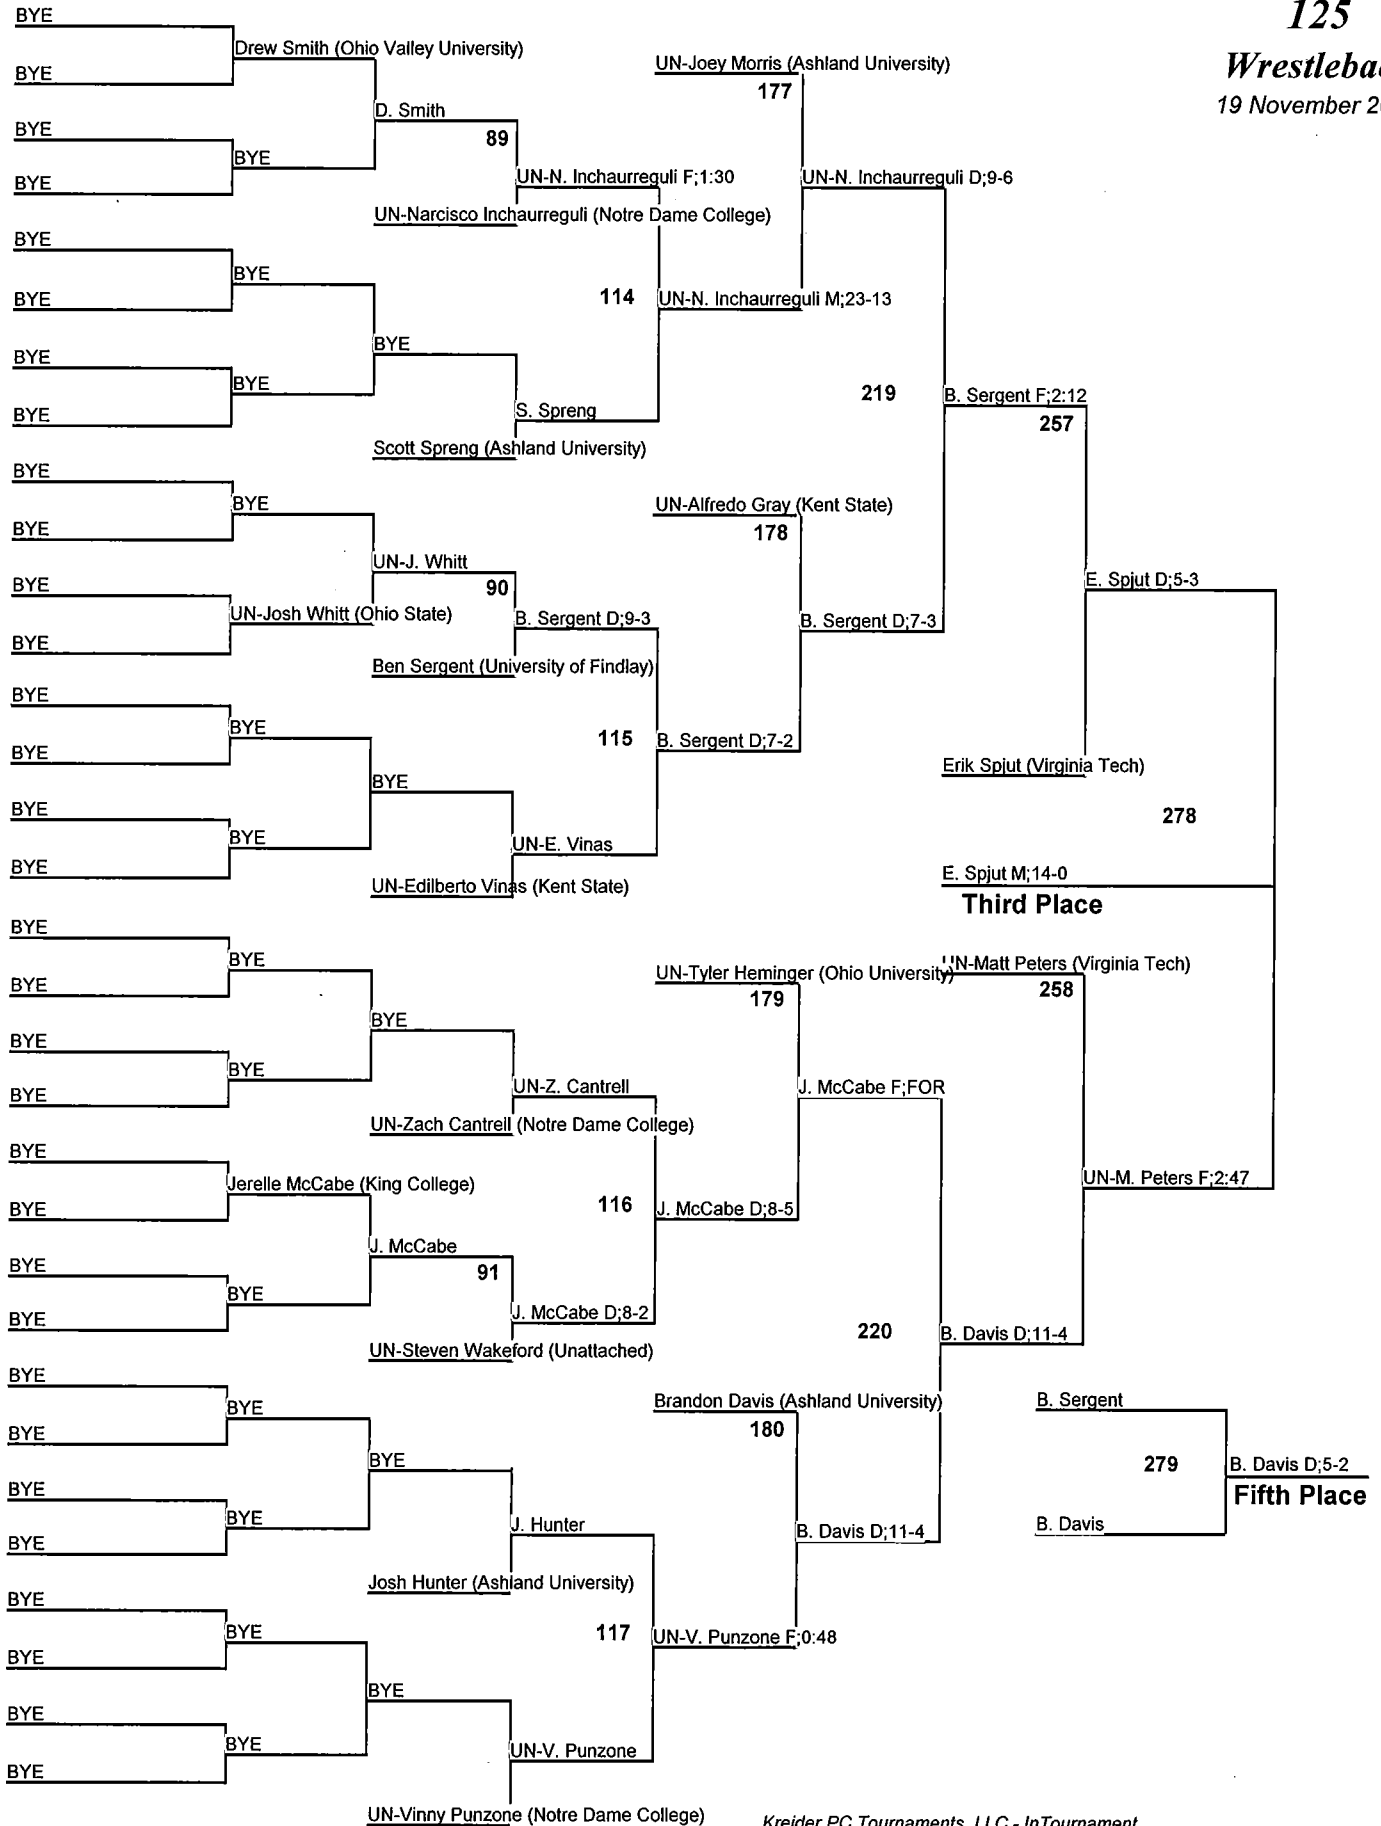 125
Wrestleba
19 November 2
BYE
Drew Smith (Ohio Valley University)
BYE
UN-Joey Morris (Ashland University)
177
D. Smith
89
BYE
BYE
BYE
UN-N. Inchaurreguli F;1:30
UN-N. Inchaurreguli D;9-6
UN-Narcisco Inchaurreguli (Notre Dame College)
BYE
BYE
BYE
114
UN-N. Inchaurreguli M;23-13
BYE
BYE
BYE
BYE
S. Spreng
219
B. Sergent F;2:12
257
Scott Spreng (Ashland University)
BYE
BYE
BYE
UN-Alfredo Gray (Kent State)
178
UN-J. Whitt
90
BYE
UN-Josh Whitt (Ohio State)
BYE
B. Sergent D;9-3
B. Sergent D;7-3
E. Spjut D;5-3
Ben Sergent (University of Findlay)
BYE
BYE
BYE
115
B. Sergent D;7-2
Erik Spjut (Virginia Tech)
BYE
BYE
BYE
BYE
UN-E. Vinas
278
UN-Edilberto Vinas (Kent State)
E. Spjut M;14-0
Third Place
BYE
BYE
BYE
UN-Tyler Heminger (Ohio University)
179
UN-Matt Peters (Virginia Tech)
258
BYE
BYE
BYE
BYE
UN-Z. Cantrell
J. McCabe F;FOR
UN-Zach Cantrell (Notre Dame College)
BYE
Jerelle McCabe (King College)
BYE
116
J. McCabe D;8-5
UN-M. Peters F;2:47
J. McCabe
91
BYE
BYE
BYE
J. McCabe D;8-2
220
B. Davis D;11-4
UN-Steven Wakeford (Unattached)
BYE
BYE
BYE
Brandon Davis (Ashland University)
180
B. Sergent
BYE
279
B. Davis D;5-2
Fifth Place
BYE
BYE
BYE
J. Hunter
B. Davis D;11-4
B. Davis
Josh Hunter (Ashland University)
BYE
BYE
BYE
117
UN-V. Punzone F;0:48
BYE
BYE
BYE
BYE
UN-V. Punzone
UN-Vinny Punzone (Notre Dame College)
Kreider PC Tournaments, LLC - InTournament